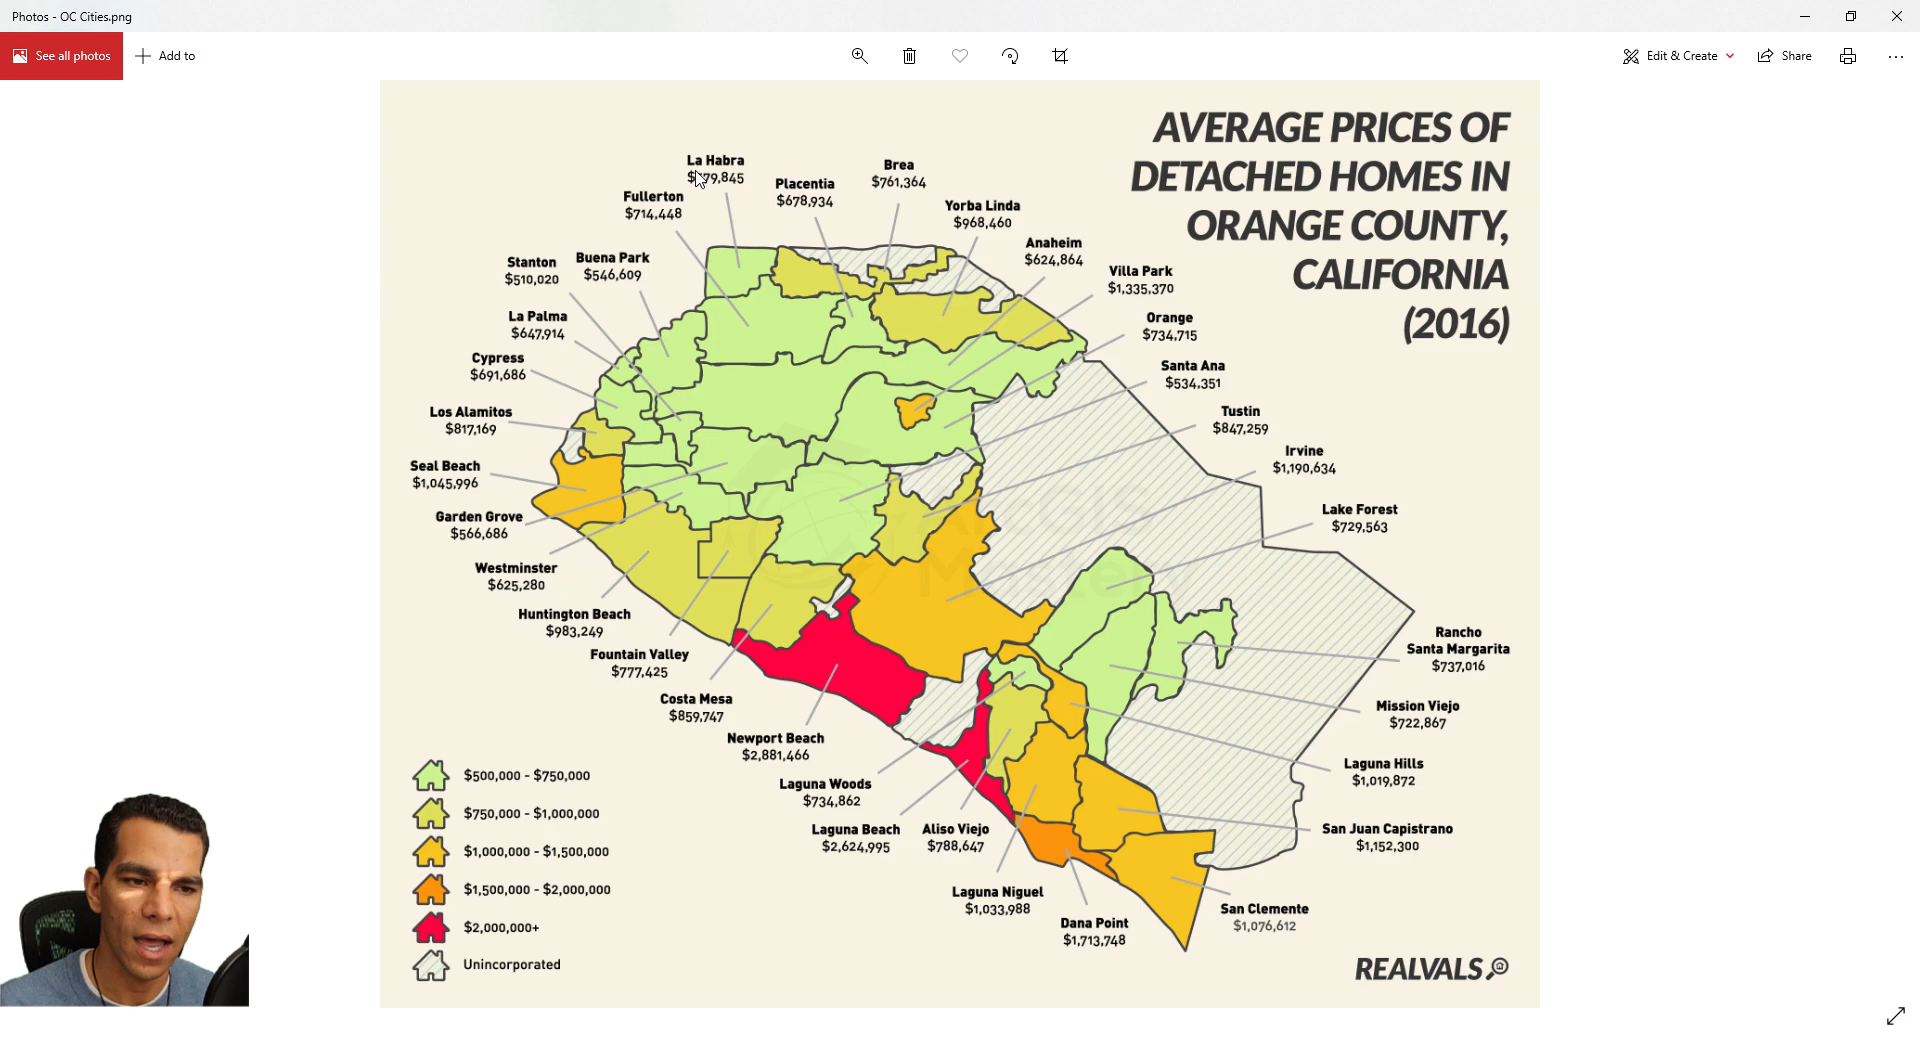 Photos - OC Cities.png
See all photos
Add to
Edit & Create
Share
AVERAGE PRICES OF
DETACHED HOMES IN
ORANGE COUNTY,
CALIFORNIA
(2016)
La Habra
79,845
Brea
$761,364
Placentia
$678,934
Fullerton
$714,448
Yorba Linda
$968,460
Anaheim
$624,864
Stanton
$510,020
Buena Park
$546,609
Villa Park
$1,335,370
La Palma
$647,914
Orange
$734,715
Cypress
$691,686
Santa Ana
$534,351
Los Alamitos
$817,169
Tustin
$847,259
Seal Beach
$1,045,996
Irvine
$1,190,634
Garden Grove
$566,686
Lake Forest
$729,563
Westminster
$625,280
Huntington Beach
$983,249
Rancho
Santa Margarita
$737,016
Fountain Valley
$777,425
Costa Mesa
$859,747
Mission Viejo
$722,867
Newport Beach
$2,881,466
Laguna Hills
$1,019,872
Laguna Woods
$734,862
Laguna Beach
$2,624,995
Aliso Viejo
$788,647
San Juan Capistrano
$1,152,300
Laguna Niguel
$1,033,988
Dana Point
$1,713,748
San Clemente
$1,076,612
$500,000 - $750,000
$750,000 - $1,000,000
$1,000,000 - $1,500,000
$1,500,000 - $2,000,000
$2,000,000+
Unincorporated
REALVALS